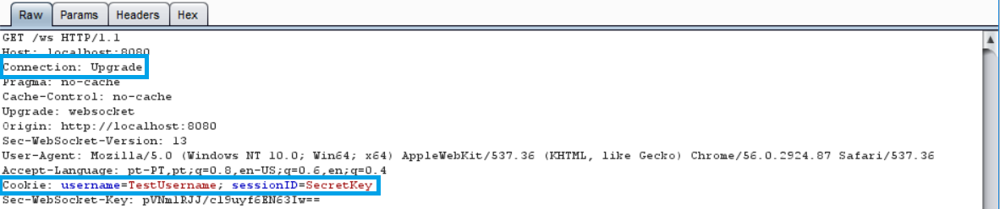 Raw Params Headers Hex
GET /ws HTTP/1.1
Host: localhost:8080
Connection: Upgrade
Pragma: no-cache
Cache-Control: no-cache
Upgrade: websocket
Origin: http://localhost:8080
Sec-WebSocket-Version: 13
User-Agent: Mozilla/5.0 (Windows NT 10.0; Win64; x64) AppleWebKit/537.36 (KHTML, like Gecko) Chrome/56.0.2924.87 Safari/537.36
Accept-Language: pt-PT,pt;q=0.8,en-US;q=0.6,en;q=0.4
Cookie: username=TestUsername; sessionID=SecretKey
Sec-WebSocket-Key: pVNm1RJJ/c19uyf6EN63Iw==